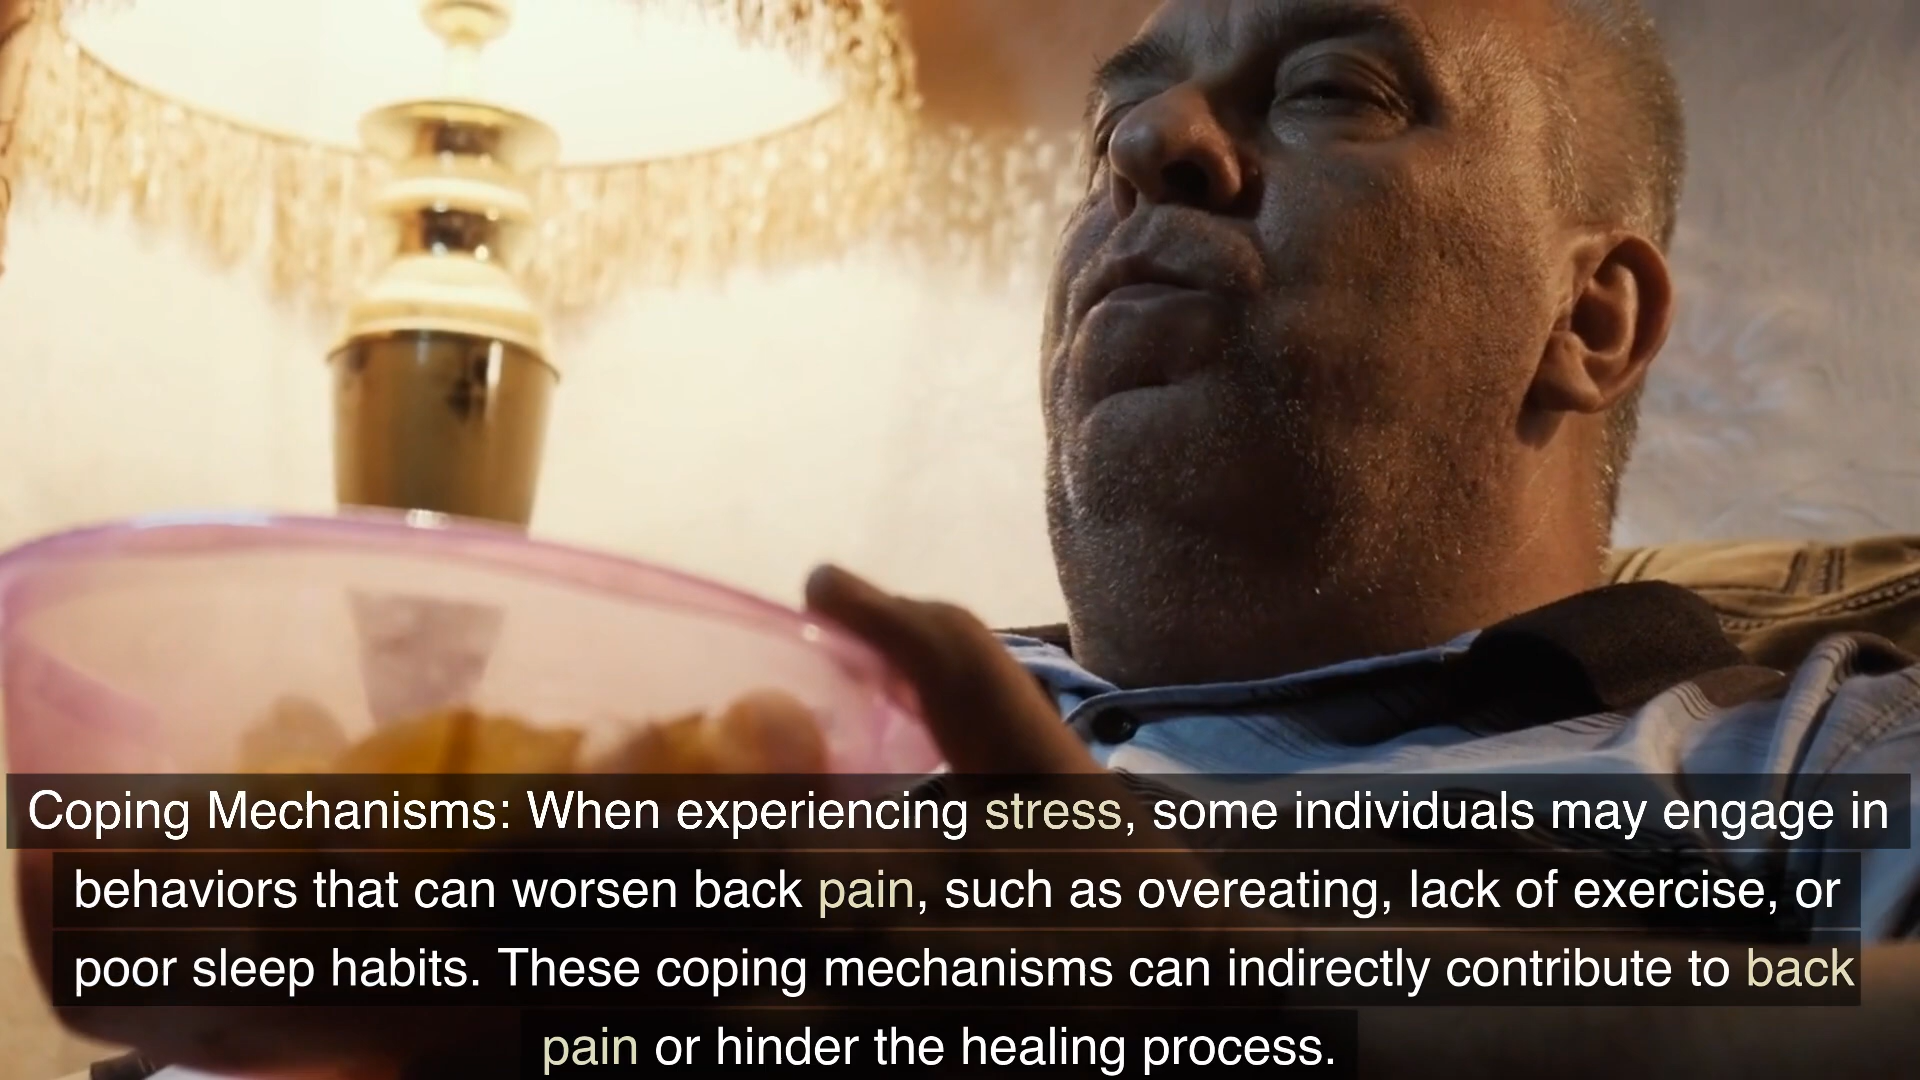 Coping Mechanisms: When experiencing stress, some individuals may engage in
behaviors that can worsen back pain, such as overeating, lack of exercise, or
poor sleep habits. These coping mechanisms can indirectly contribute to back
pain or hinder the healing process.